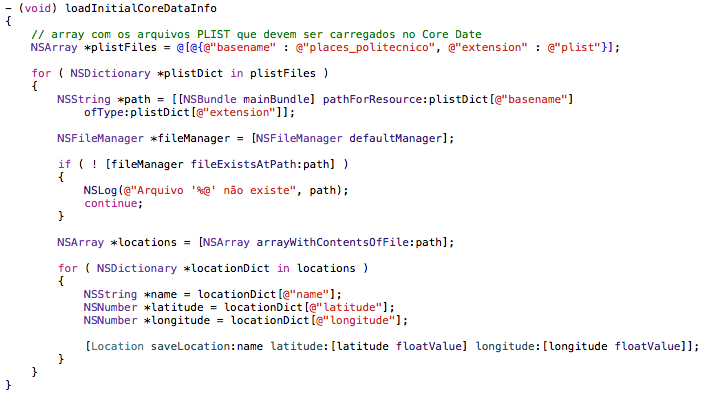 – (void) loadInitialCoreDataInfo
{
    // array com os arquivos PLIST que devem ser carregados no Core Date
    NSArray *plistFiles = @[@{@"basename" : @"places_politecnico", @"extension" : @"plist"}];

    for ( NSDictionary *plistDict in plistFiles )
    {
        NSString *path = [[NSBundle mainBundle] pathForResource:plistDict[@"basename"]
            ofType:plistDict[@"extension"]];

        NSFileManager *fileManager = [NSFileManager defaultManager];

        if ( ! [fileManager fileExistsAtPath:path] )
        {
            NSLog(@"Arquivo '%@' não existe", path);
            continue;
        }

        NSArray *locations = [NSArray arrayWithContentsOfFile:path];

        for ( NSDictionary *locationDict in locations )
        {
            NSString *name = locationDict[@"name"];
            NSNumber *latitude = locationDict[@"latitude"];
            NSNumber *longitude = locationDict[@"longitude"];

            [Location saveLocation:name latitude:[latitude floatValue] longitude:[longitude floatValue]];
        }
    }
}